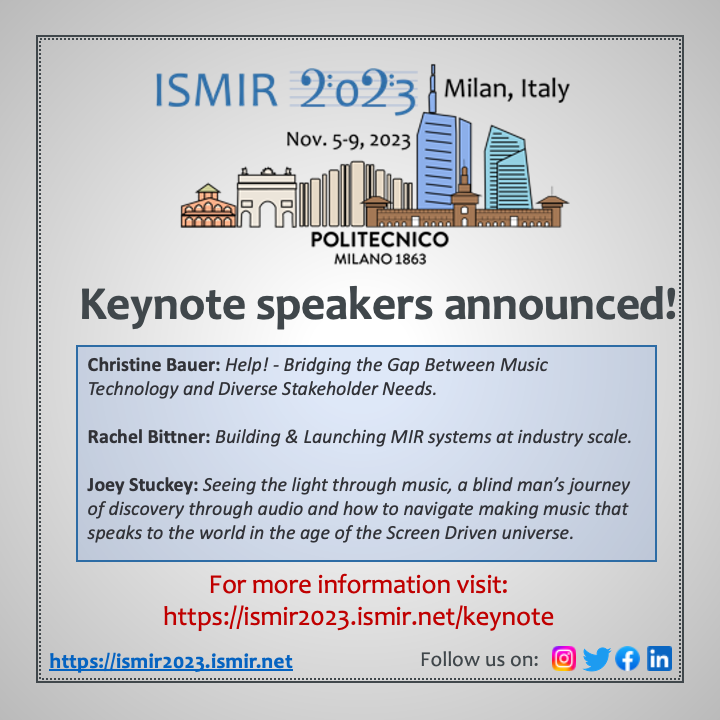 ISMIR 2023 Milan, Italy
Nov. 5-9, 2023
POLITECNICO
MILANO 1863
Keynote speakers announced!
Christine Bauer: Help! - Bridging the Gap Between Music
Technology and Diverse Stakeholder Needs.
Rachel Bittner: Building & Launching MIR systems at industry scale.
Joey Stuckey: Seeing the light through music, a blind man’s journey
of discovery through audio and how to navigate making music that
speaks to the world in the age of the Screen Driven universe.
For more information visit:
https://ismir2023.ismir.net/keynote
https://ismir2023.ismir.net
Follow us on: